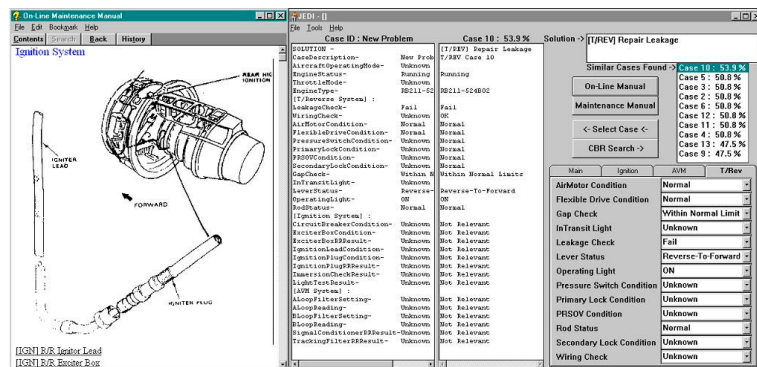 On-Line Maintenance Manual
File Edit Bookmark Help
Contents Search Back History
Ignition System
REAR HIC
IGNITION
IGNITER
LEAD
FORWARD
IGNITER PLUG
[IGN] R/R Ignitor Lead
[IGN] R/R Exciter Box
JEDI - []
File Tools Help
Case ID : New Problem
SOLUTION -
CaseDescription- New Prob
AircraftOperatingMode- Unknown
EngineStatus- Running
ThrottleMode- Unknown
EngineType- RB211-52
[T/Reverse System] :
LeakageCheck- Fail
WiringCheck- Unknown
AirMotorCondition- Normal
FlexibleDriveCondition- Normal
PressureSwitchCondition- Unknown
PrimaryLockCondition- Unknown
PRSOVCondition- Unknown
SecondaryLockCondition- Unknown
GapCheck- Within N
InTransitLight- Unknown
LeverStatus- Reverse-
OperatingLight- ON
RodStatus- Normal
[Ignition System] :
CircuitBreakerCondition- Unknown
ExciterBoxCondition- Unknown
ExciterBoxRRResult- Unknown
IgnitionLeadCondition- Unknown
IgnitionPlugCondition- Unknown
IgnitionPlugRRResult- Unknown
ImmersionCheckResult- Unknown
LightTestResult- Unknown
[AVM System] :
ALoopFilterSetting- Unknown
ALoopReading- Unknown
BLoopFilterSetting- Unknown
BLoopReading- Unknown
SignalConditionerRRResult-Unknown
TrackingFilterRRResult- Unknown
Case 10 : 53.9 %
[T/REV] Repair Leakage
T/REV Case 10
Running
RB211-524B02
Fail
OK
Normal
Normal
Normal
Normal
Normal
Normal
Within Normal Limits
Reverse-To-Forward
ON
Normal
Not Relevant
Not Relevant
Not Relevant
Not Relevant
Not Relevant
Not Relevant
Not Relevant
Not Relevant
Not Relevant
Not Relevant
Not Relevant
Not Relevant
Not Relevant
Not Relevant
Solution -> [T/REV] Repair Leakage
Similar Cases Found ->
Case 10 : 53.9 %
Case 5 : 50.8 %
Case 3 : 50.8 %
Case 2 : 50.8 %
Case 6 : 50.8 %
Case 12 : 50.8 %
Case 11 : 50.8 %
Case 4 : 50.8 %
Case 13 : 47.5 %
Case 9 : 47.5 %
On-Line Manual
Maintenance Manual
<- Select Case <-
CBR Search ->
Main Ignition AVM T/Rev
AirMotor Condition Normal
Flexible Drive Condition Normal
Gap Check Within Normal Limit
InTransit Light Unknown
Leakage Check Fail
Lever Status Reverse-To-Forward
Operating Light ON
Pressure Switch Condition Unknown
Primary Lock Condition Unknown
PRSOV Condition Unknown
Rod Status Normal
Secondary Lock Condition Unknown
Wiring Check Unknown